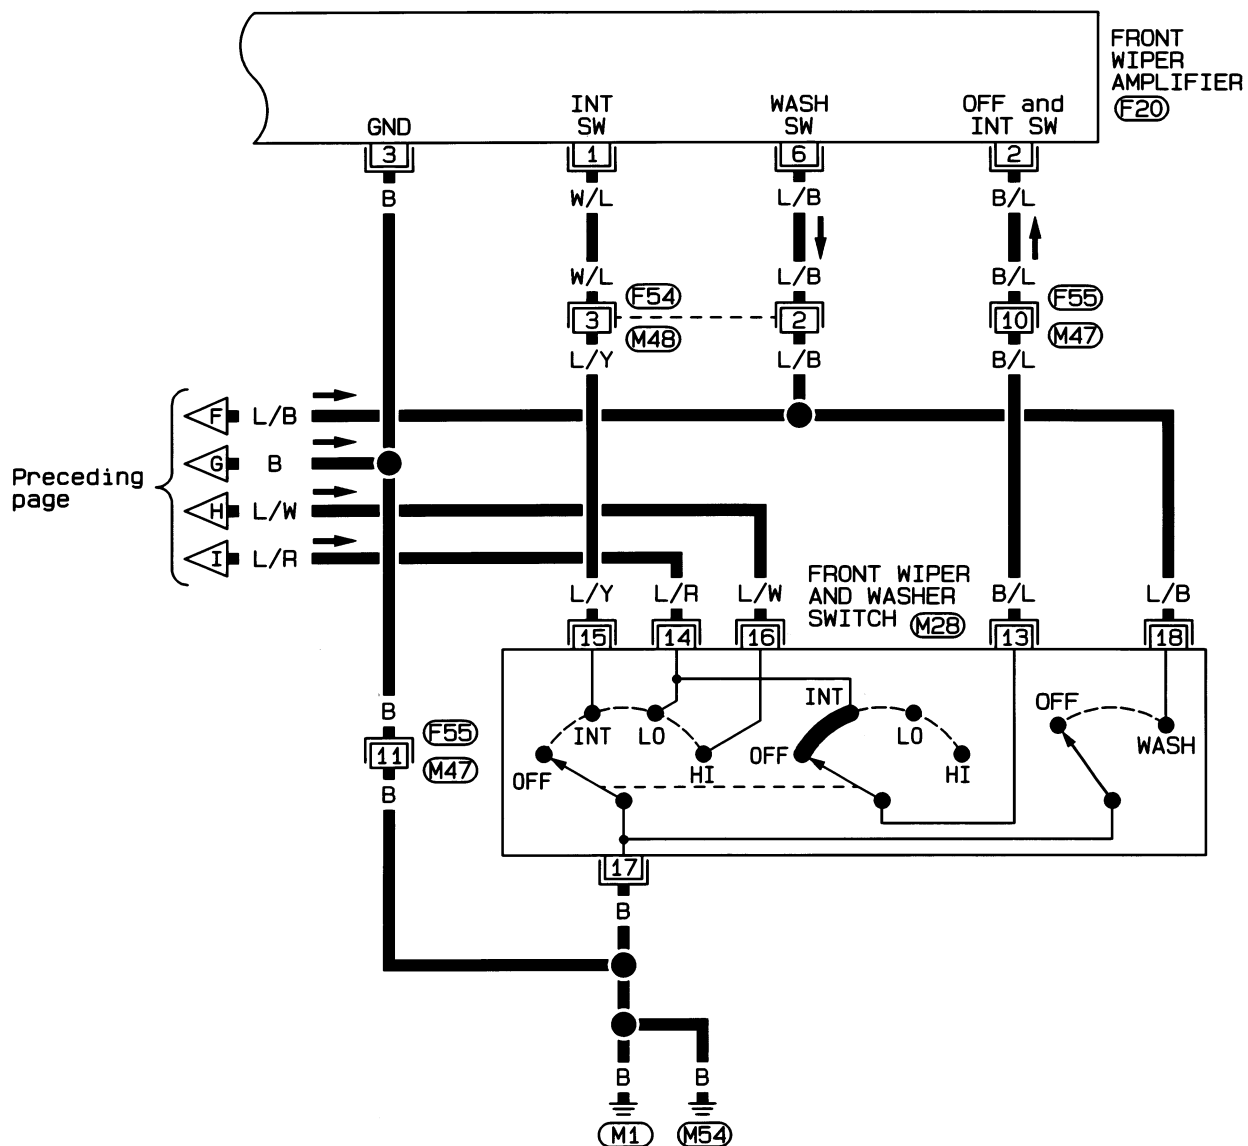 FRONT
WIPER
AMPLIFIER
F20
INT
SW
WASH
SW
OFF and
INT SW
GND
3
1
6
2
B
W/L
L/B
B/L
W/L
L/B
B/L
F54
F55
3
2
10
M48
M47
L/Y
L/B
B/L
Preceding
page
F
L/B
G
B
H
L/W
I
L/R
FRONT WIPER
AND WASHER
SWITCH
M28
L/Y
L/R
L/W
B/L
L/B
15
14
16
13
18
INT
OFF
INT
LO
LO
WASH
OFF
HI
OFF
HI
B
F55
11
M47
B
17
B
B
B
M1
M54